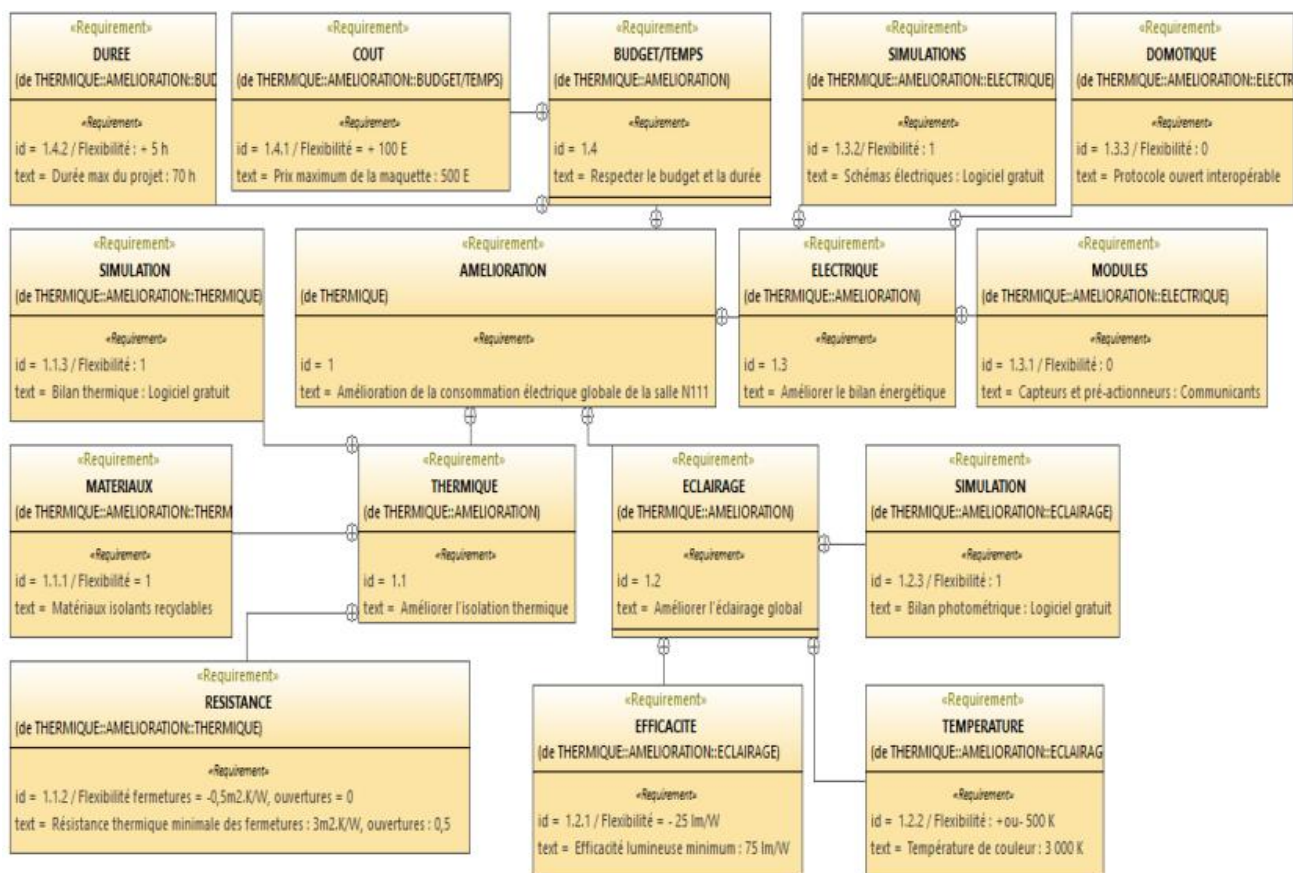 «Requirement»
DUREE
(de THERMIQUE::AMELIORATION::BUD
«Requirement»
id = 1.4.2 / Flexibilité : + 5 h
text = Durée max du projet : 70 h
«Requirement»
COUT
(de THERMIQUE::AMELIORATION::BUDGET/TEMPS)
«Requirement»
id = 1.4.1 / Flexibilité = + 100 E
text = Prix maximum de la maquette : 500 E
«Requirement»
BUDGET/TEMPS
(de THERMIQUE::AMELIORATION)
«Requirement»
id = 1.4
text = Respecter le budget et la durée
«Requirement»
SIMULATIONS
(de THERMIQUE::AMELIORATION::ELECTRIQUE)
«Requirement»
id = 1.3.2/ Flexibilité : 1
text = Schémas électriques : Logiciel gratuit
«Requirement»
DOMOTIQUE
(de THERMIQUE::AMELIORATION::ELECTR
«Requirement»
id = 1.3.3 / Flexibilité : 0
text = Protocole ouvert interopérable
«Requirement»
SIMULATION
(de THERMIQUE::AMELIORATION::THERMIQUE)
«Requirement»
id = 1.1.3 / Flexibilité : 1
text = Bilan thermique : Logiciel gratuit
«Requirement»
AMELIORATION
(de THERMIQUE)
«Requirement»
id = 1
text = Amélioration de la consommation électrique globale de la salle N111
«Requirement»
ELECTRIQUE
(de THERMIQUE::AMELIORATION)
«Requirement»
id = 1.3
text = Améliorer le bilan énergétique
«Requirement»
MODULES
(de THERMIQUE::AMELIORATION::ELECTRIQUE)
«Requirement»
id = 1.3.1 / Flexibilité : 0
text = Capteurs et pré-actionneurs : Communicants
«Requirement»
MATERIAUX
(de THERMIQUE::AMELIORATION::THERM
«Requirement»
id = 1.1.1 / Flexibilité = 1
text = Matériaux isolants recyclables
«Requirement»
THERMIQUE
(de THERMIQUE::AMELIORATION)
«Requirement»
id = 1.1
text = Améliorer l'isolation thermique
«Requirement»
ECLAIRAGE
(de THERMIQUE::AMELIORATION)
«Requirement»
id = 1.2
text = Améliorer l'éclairage global
«Requirement»
SIMULATION
(de THERMIQUE::AMELIORATION::ECLAIRAGE)
«Requirement»
id = 1.2.3 / Flexibilité : 1
text = Bilan photométrique : Logiciel gratuit
«Requirement»
RESISTANCE
(de THERMIQUE::AMELIORATION::THERMIQUE)
«Requirement»
id = 1.1.2 / Flexibilité fermetures = -0,5m2.K/W, ouvertures = 0
text = Résistance thermique minimale des fermetures : 3m2.K/W, ouvertures : 0,5
«Requirement»
EFFICACITE
(de THERMIQUE::AMELIORATION::ECLAIRAGE)
«Requirement»
id = 1.2.1 / Flexibilité = - 25 lm/W
text = Efficacité lumineuse minimum : 75 lm/W
«Requirement»
TEMPERATURE
(de THERMIQUE::AMELIORATION::ECLAIRAG
«Requirement»
id = 1.2.2 / Flexibilité : +ou- 500 K
text = Température de couleur : 3 000 K